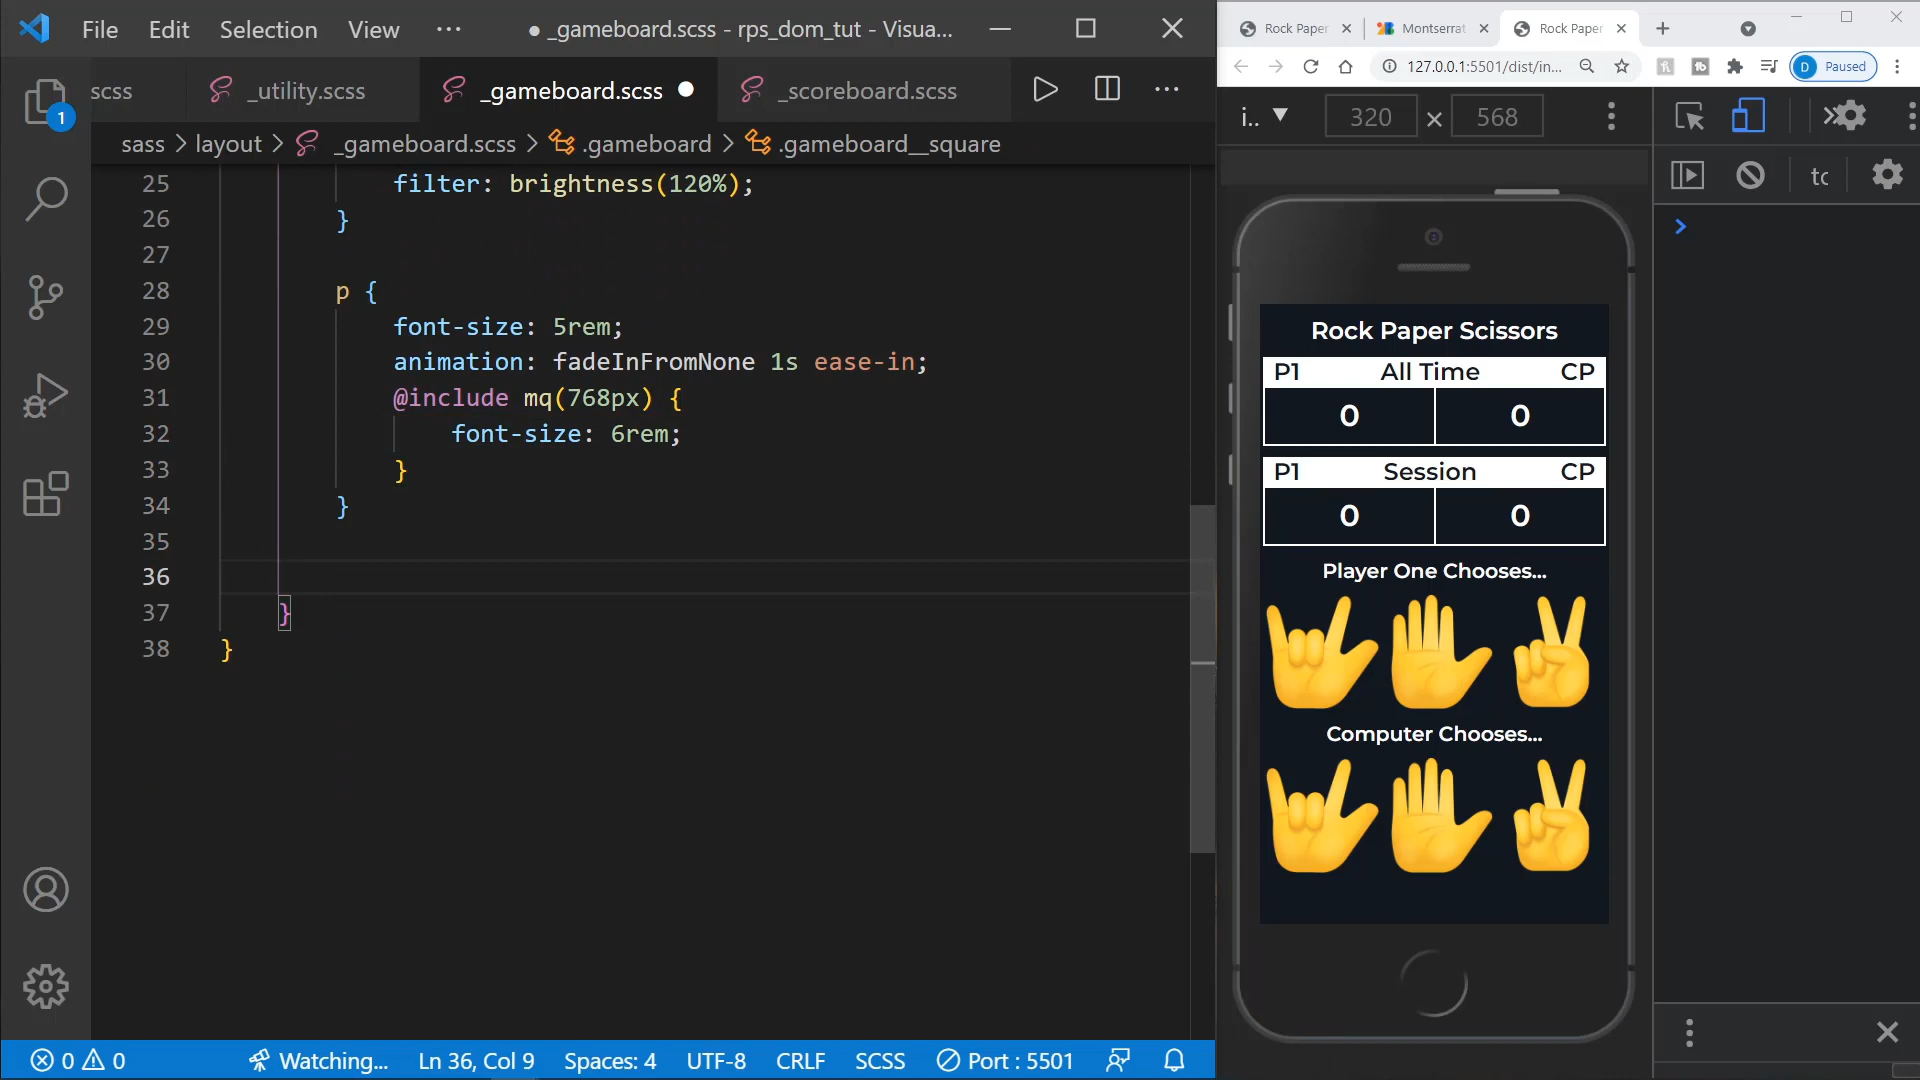 File Edit Selection View ··· ● _gameboard.scss - rps_dom_tut - Visua...
scss _utility.scss _gameboard.scss ● _scoreboard.scss ···
sass > layout > _gameboard.scss > .gameboard > .gameboard__square
25 filter: brightness(120%);
26 }
27
28 p {
29 font-size: 5rem;
30 animation: fadeInFromNone 1s ease-in;
31 @include mq(768px) {
32 font-size: 6rem;
33 }
34 }
35
36
37 }
38 }
1
0 0 Watching... Ln 36, Col 9 Spaces: 4 UTF-8 CRLF SCSS Port : 5501
Rock Paper Montserrat Rock Paper
127.0.0.1:5501/dist/in... D Paused
i.. ▼ 320 × 568
Rock Paper Scissors
P1 All Time CP
0 0
P1 Session CP
0 0
Player One Chooses...
Computer Chooses...
to